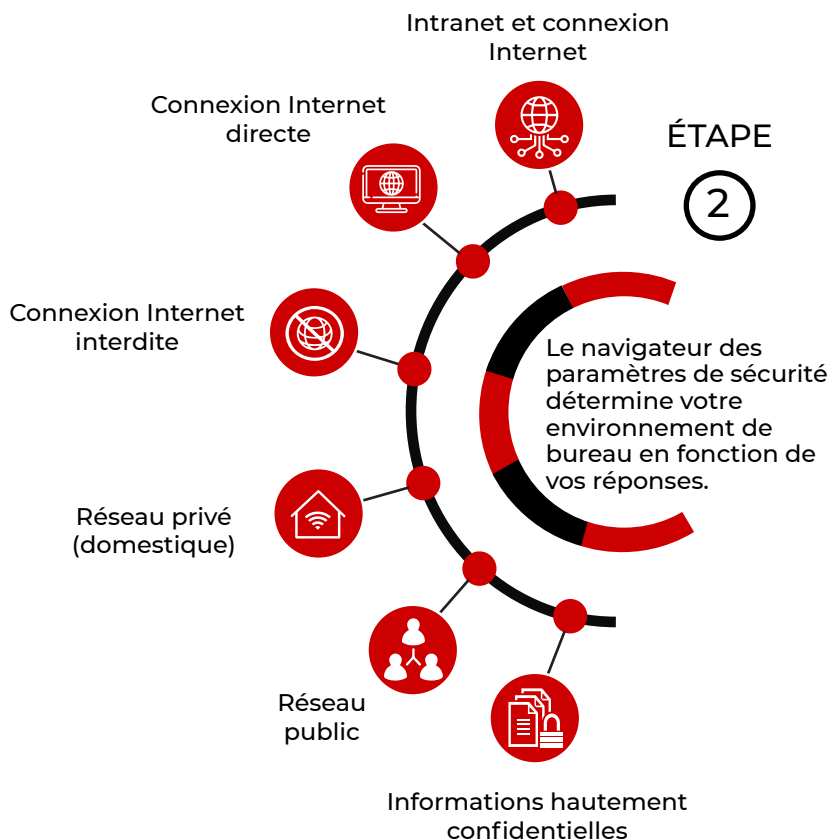 Intranet et connexion
Internet
Connexion Internet
directe
ÉTAPE
2
Connexion Internet
interdite
Le navigateur des
paramètres de sécurité
détermine votre
environnement de
bureau en fonction de
vos réponses.
Réseau privé
(domestique)
Réseau
public
Informations hautement
confidentielles